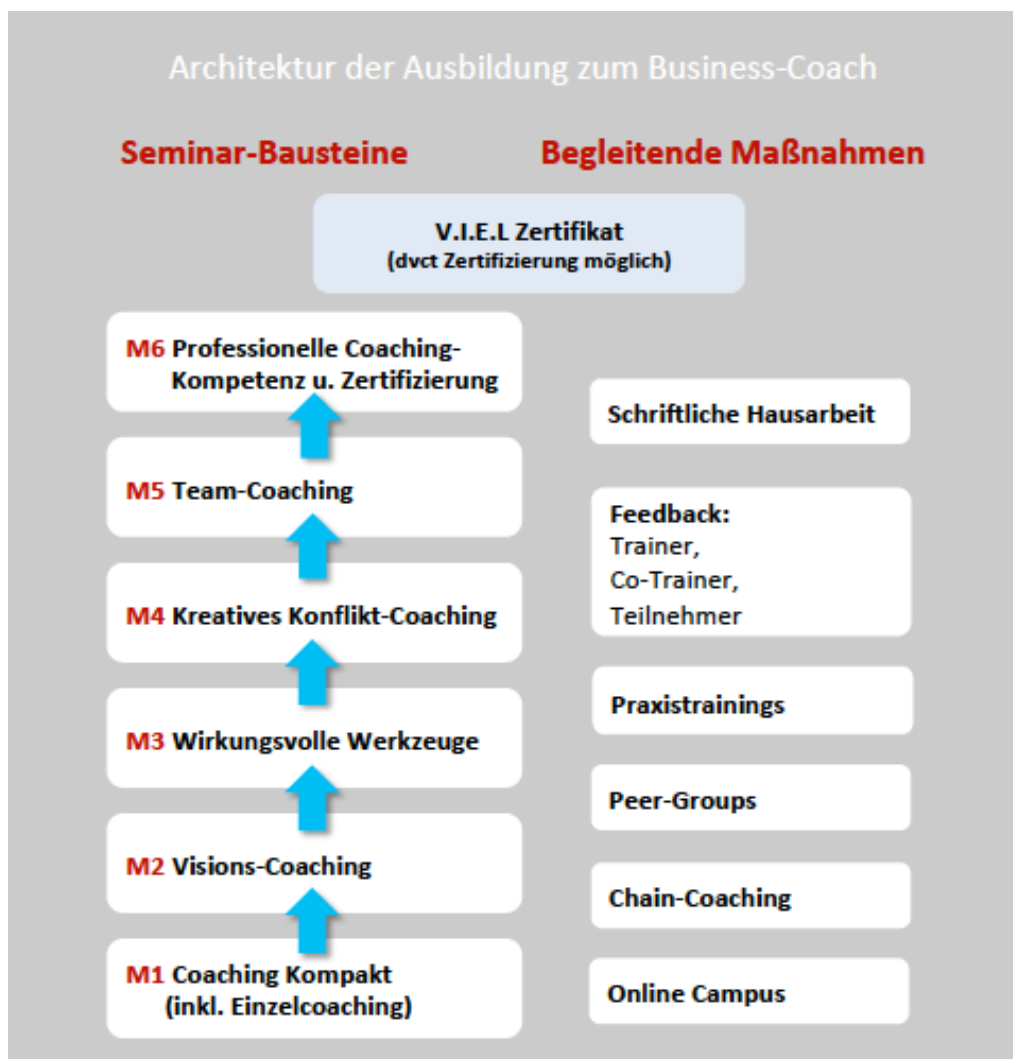 Architektur der Ausbildung zum Business-Coach
Seminar-Bausteine
Begleitende Maßnahmen
V.I.E.L Zertifikat
(dvct Zertifizierung möglich)
M6 Professionelle Coaching-
Kompetenz u. Zertifizierung
M5 Team-Coaching
M4 Kreatives Konflikt-Coaching
M3 Wirkungsvolle Werkzeuge
M2 Visions-Coaching
M1 Coaching Kompakt
(inkl. Einzelcoaching)
Schriftliche Hausarbeit
Feedback:
Trainer,
Co-Trainer,
Teilnehmer
Praxistrainings
Peer-Groups
Chain-Coaching
Online Campus